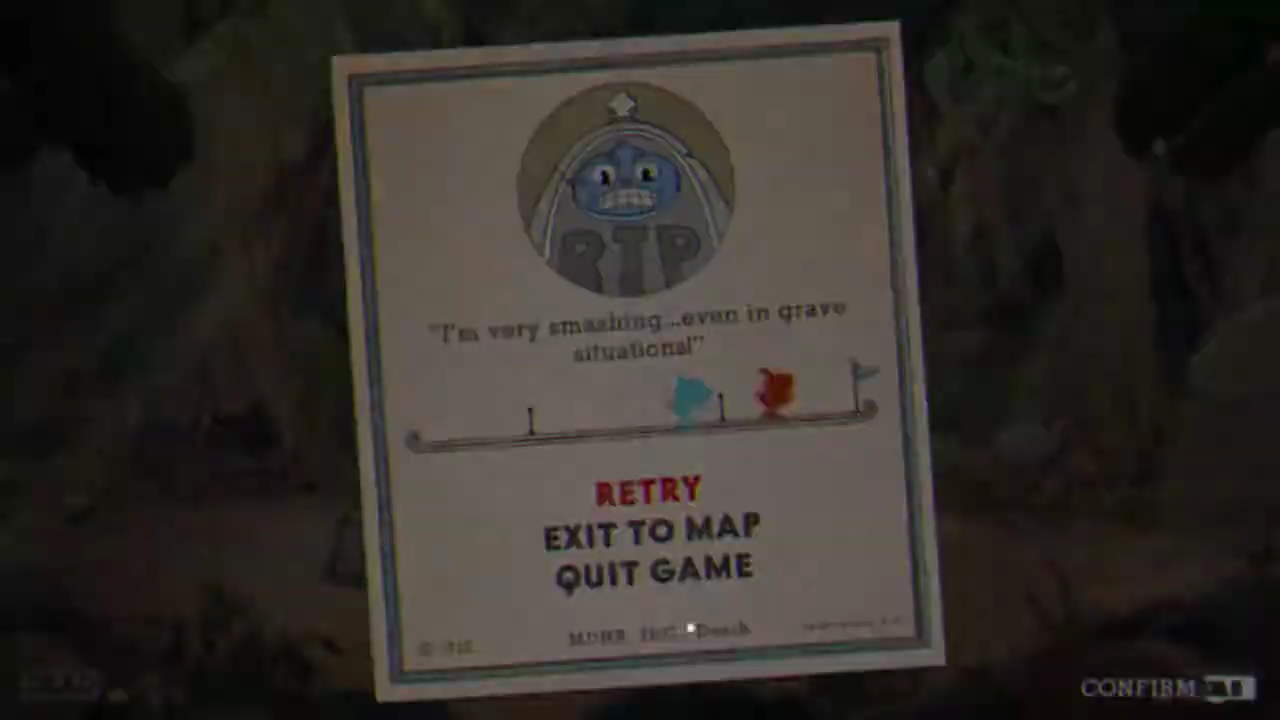 RIP
"I'm very smashing...even in grave
situations!"
RETRY
EXIT TO MAP
QUIT GAME
CONFIRM